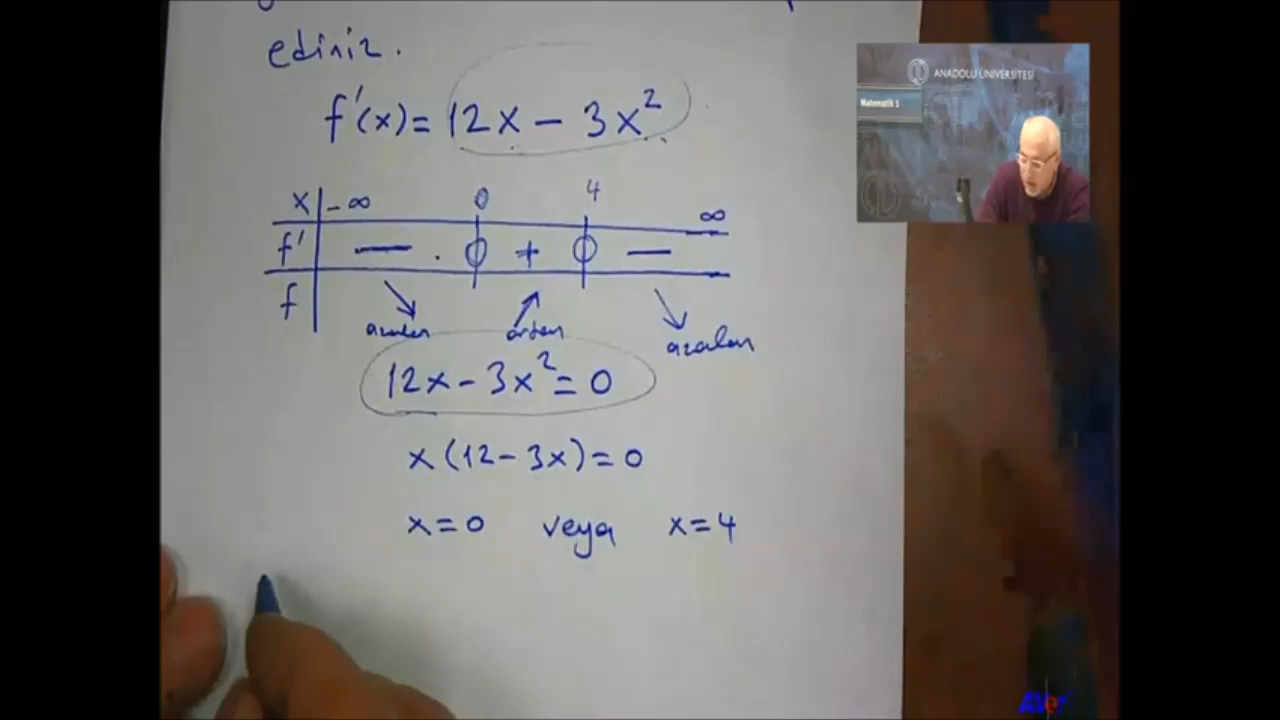 ediniz.
f'(x) = 12x - 3x²
x -∞ 0 4 ∞
f' - 0 + 0 -
f
azalan artan azalan
12x - 3x² = 0
x(12 - 3x) = 0
x = 0 veya x = 4
ANADOLU ÜNİVERSİTESİ
Matematik 1
AVer